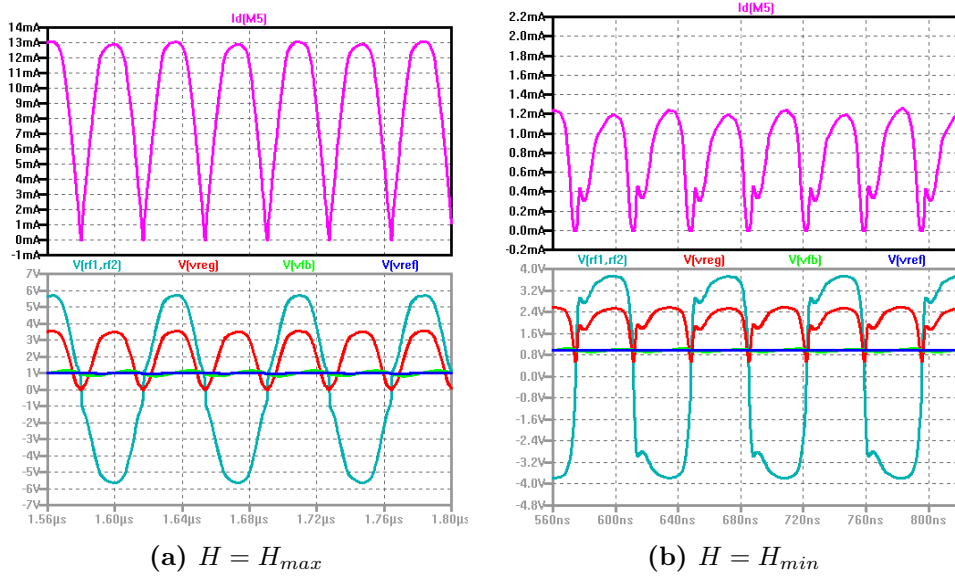 Id(M5)
13mA
12mA
11mA
10mA
9mA
8mA
7mA
6mA
5mA
4mA
3mA
2mA
1mA
0mA
-1mA
V(rf1,rf2) V(vreg) V(vfb) V(vref)
7V
6V
5V
4V
3V
2V
1V
0V
-1V
-2V
-3V
-4V
-5V
-6V
-7V
1.56µs 1.60µs 1.64µs 1.68µs 1.72µs 1.76µs 1.80µs
(a) H = Hmax
Id(M5)
2.2mA
2.0mA
1.8mA
1.6mA
1.4mA
1.2mA
1.0mA
0.8mA
0.6mA
0.4mA
0.2mA
0.0mA
-0.2mA
V(rf1,rf2) V(vreg) V(vfb) V(vref)
4.0V
3.2V
2.4V
1.6V
0.8V
0.0V
-0.8V
-1.6V
-2.4V
-3.2V
-4.0V
-4.8V
560ns 600ns 640ns 680ns 720ns 760ns 800ns
(b) H = Hmin